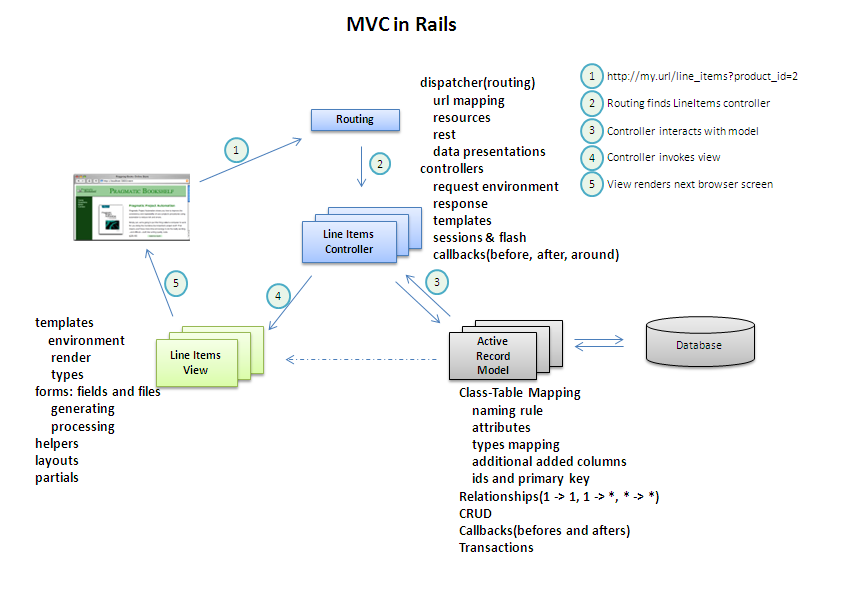 MVC in Rails
1 http://my.url/line_items?product_id=2
2 Routing finds LineItems controller
3 Controller interacts with model
4 Controller invokes view
5 View renders next browser screen
dispatcher(routing)
url mapping
resources
rest
data presentations
controllers
request environment
response
templates
sessions & flash
callbacks(before, after, around)
Routing
1
2
PRAGMATIC BOOKSHELF
Line Items
Controller
3
4
5
templates
environment
render
types
forms: fields and files
generating
processing
helpers
layouts
partials
Line Items
View
Active
Record
Model
Database
Class-Table Mapping
naming rule
attributes
types mapping
additional added columns
ids and primary key
Relationships(1 -> 1, 1 -> *, * -> *)
CRUD
Callbacks(befores and afters)
Transactions